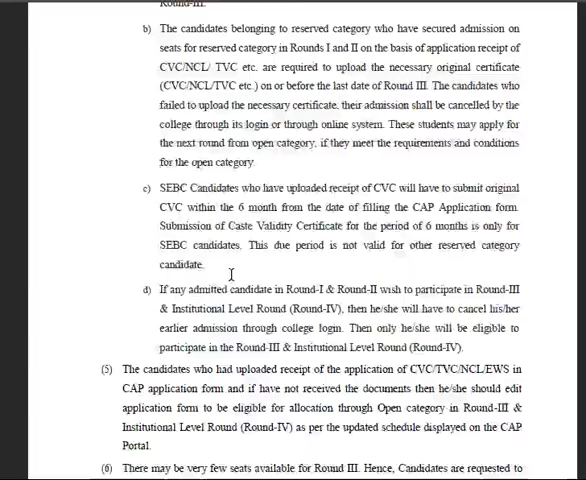 Round-III.
b) The candidates belonging to reserved category who have secured admission on
seats for reserved category in Rounds I and II on the basis of application receipt of
CVC/NCL/ TVC etc. are required to upload the necessary original certificate
(CVC/NCL/TVC etc.) on or before the last date of Round III. The candidates who
failed to upload the necessary certificate, their admission shall be cancelled by the
college through its login or through online system. These students may apply for
the next round from open category, if they meet the requirements and conditions
for the open category.
c) SEBC Candidates who have uploaded receipt of CVC will have to submit original
CVC within the 6 month from the date of filling the CAP Application form.
Submission of Caste Validity Certificate for the period of 6 months is only for
SEBC candidates. This due period is not valid for other reserved category
candidate.
d) If any admitted candidate in Round-I & Round-II wish to participate in Round-III
& Institutional Level Round (Round-IV), then he/she will have to cancel his/her
earlier admission through college login. Then only he/she will be eligible to
participate in the Round-III & Institutional Level Round (Round-IV).
(5) The candidates who had uploaded receipt of the application of CVC/TVC/NCL/EWS in
CAP application form and if have not received the documents then he/she should edit
application form to be eligible for allocation through Open category in Round-III &
Institutional Level Round (Round-IV) as per the updated schedule displayed on the CAP
Portal.
(6) There may be very few seats available for Round III. Hence, Candidates are requested to